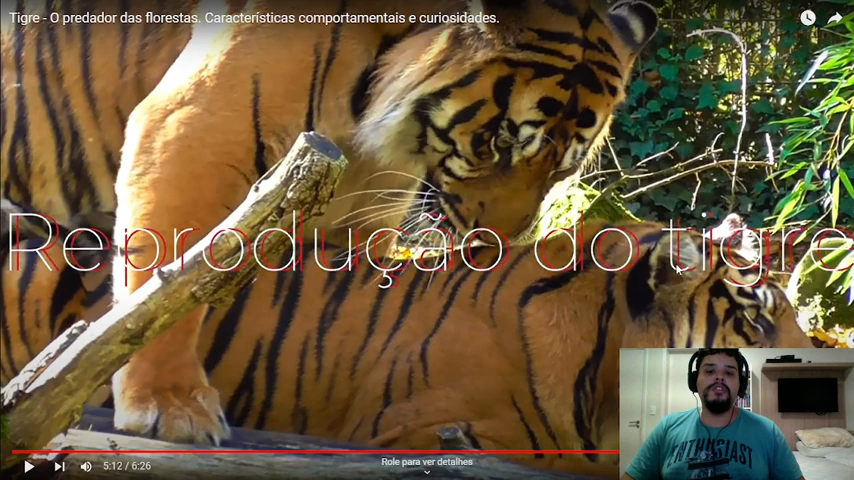 Tigre - O predador das florestas. Características comportamentais e curiosidades.
Reprodução do tigre
ENTHUSIAST
5:12 / 6:26
Role para ver detalhes